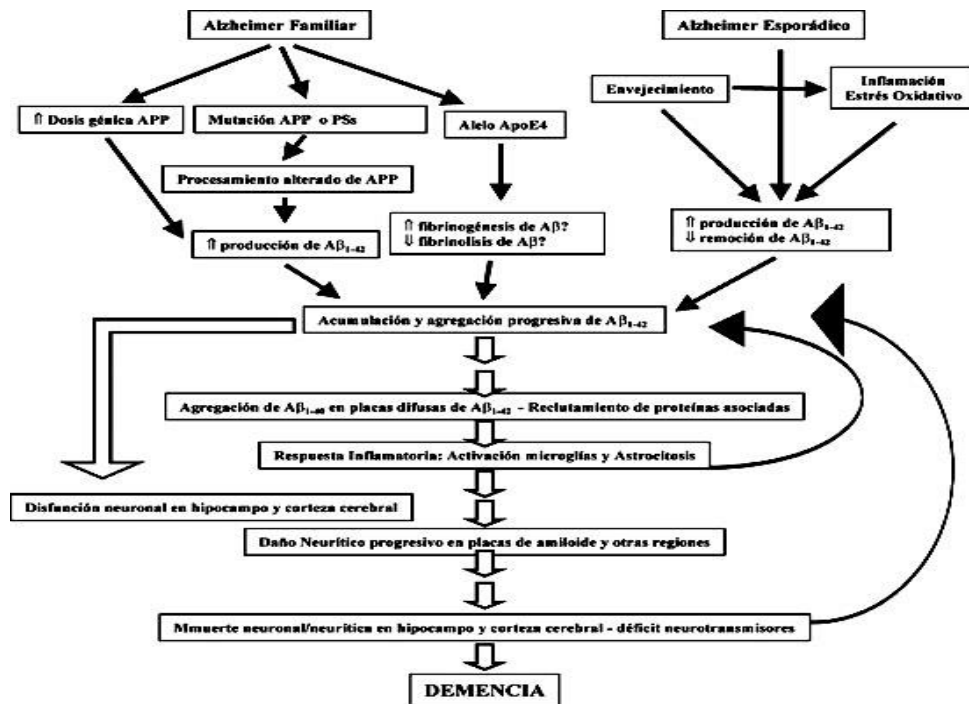 Alzheimer Familiar
Alzheimer Esporádico
Envejecimiento
Inflamación
Estrés Oxidativo
⇑ Dosis génica APP
Mutación APP o PSs
Alelo ApoE4
Procesamiento alterado de APP
⇑ producción de Aβ₁₋₄₂
⇑ fibrinogénesis de Aβ?
⇓ fibrinolisis de Aβ?
⇑ producción de Aβ₁₋₄₂
⇓ remoción de Aβ₁₋₄₂
Acumulación y agregación progresiva de Aβ₁₋₄₂
Agregación de Aβ₁₋₄₀ en placas difusas de Aβ₁₋₄₂ - Reclutamiento de proteínas asociadas
Respuesta Inflamatoria: Activación microglías y Astrocitosis
Disfunción neuronal en hipocampo y corteza cerebral
Daño Neurítico progresivo en placas de amiloide y otras regiones
Mmuerte neuronal/neurítica en hipocampo y corteza cerebral - déficit neurotransmisores
DEMENCIA